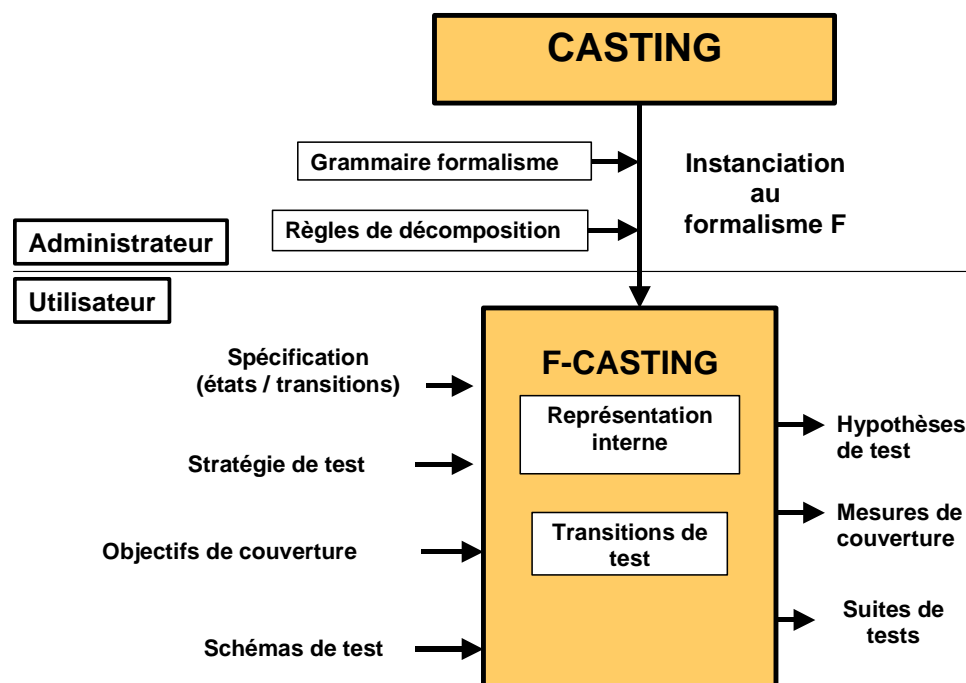 CASTING
Grammaire formalisme
Instanciation
au
formalisme F
Règles de décomposition
Administrateur
Utilisateur
Spécification
(états / transitions)
Stratégie de test
Objectifs de couverture
Schémas de test
F-CASTING
Représentation
interne
Transitions de
test
Hypothèses
de test
Mesures de
couverture
Suites de
tests